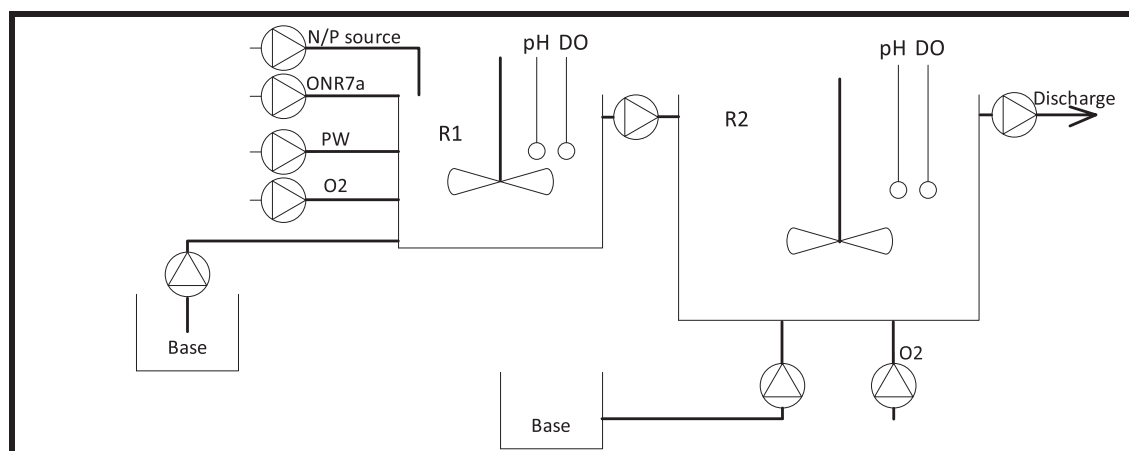 N/P source
pH DO
pH DO
ONR7a
Discharge
R1
R2
PW
O2
Base
O2
Base